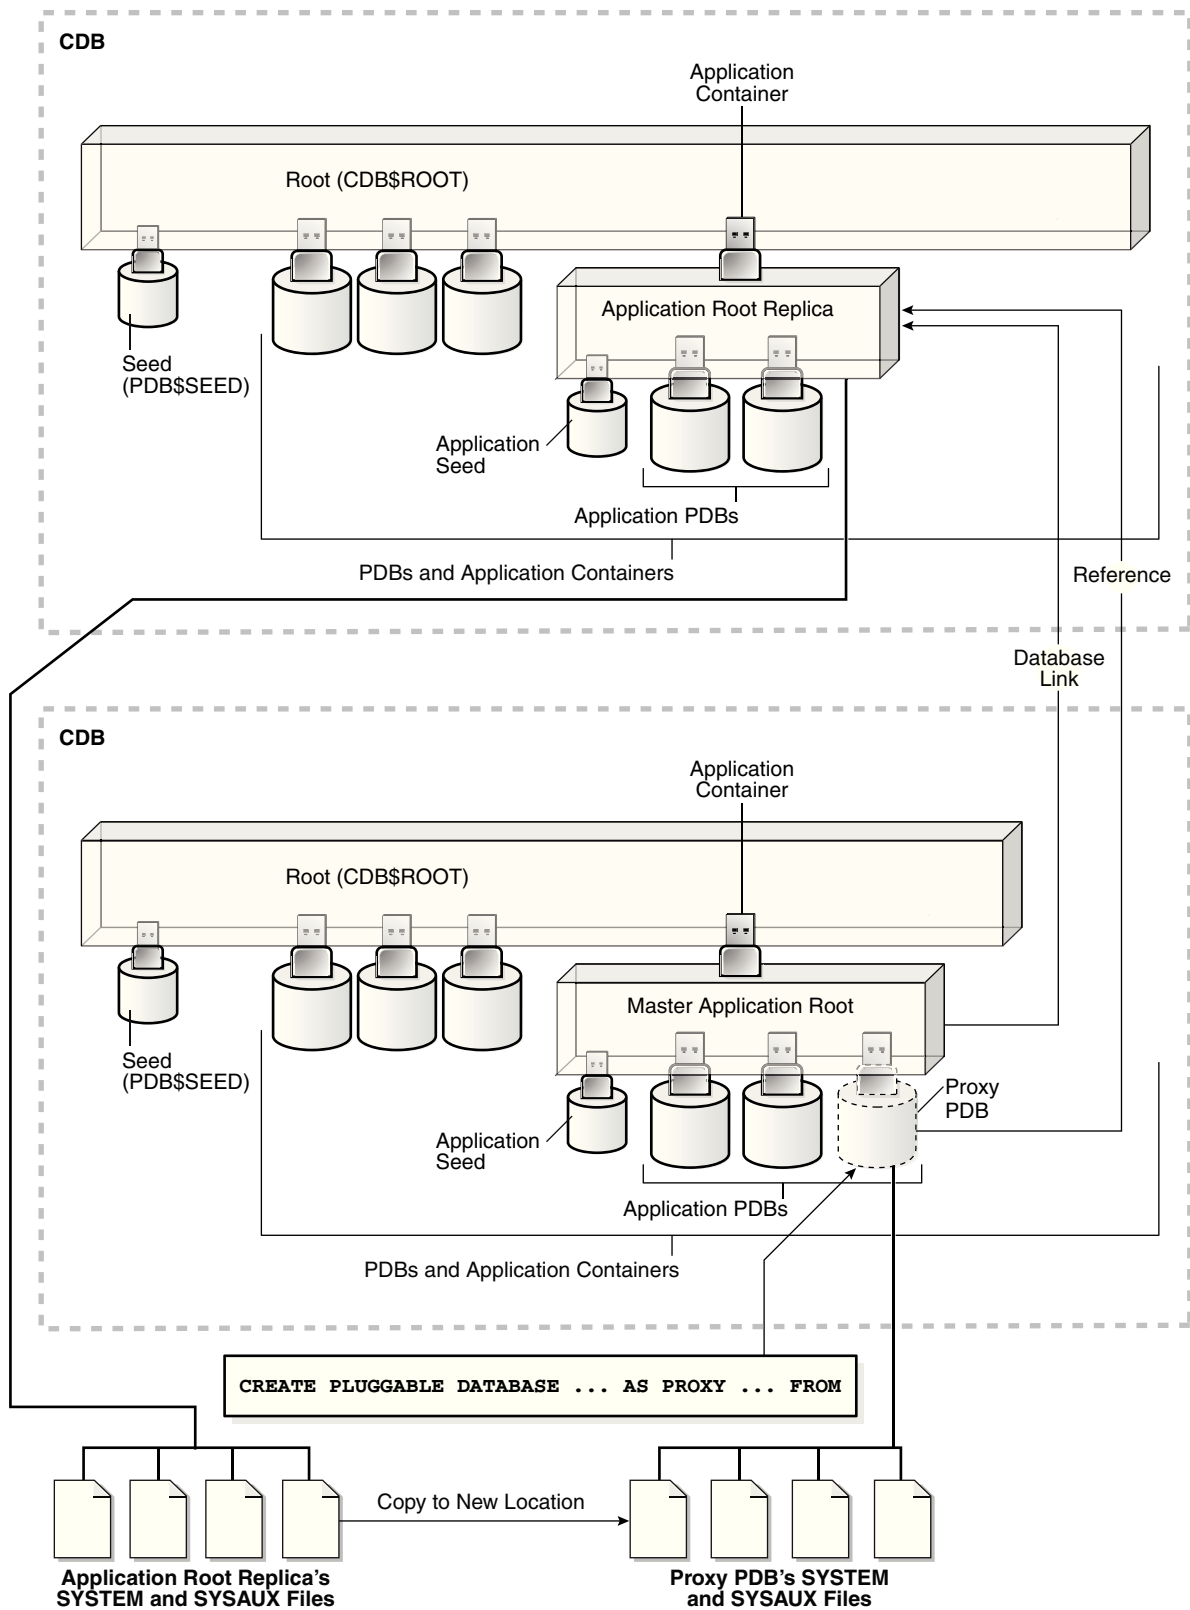 CDB
Application
Container
Root (CDB$ROOT)
Application Root Replica
Seed
(PDB$SEED)
Application
Seed
Application PDBs
PDBs and Application Containers
Reference
Database
Link
CDB
Application
Container
Root (CDB$ROOT)
Master Application Root
Seed
(PDB$SEED)
Proxy
PDB
Application
Seed
Application PDBs
PDBs and Application Containers
CREATE PLUGGABLE DATABASE ... AS PROXY ... FROM
Copy to New Location
Application Root Replica's
SYSTEM and SYSAUX Files
Proxy PDB's SYSTEM
and SYSAUX Files